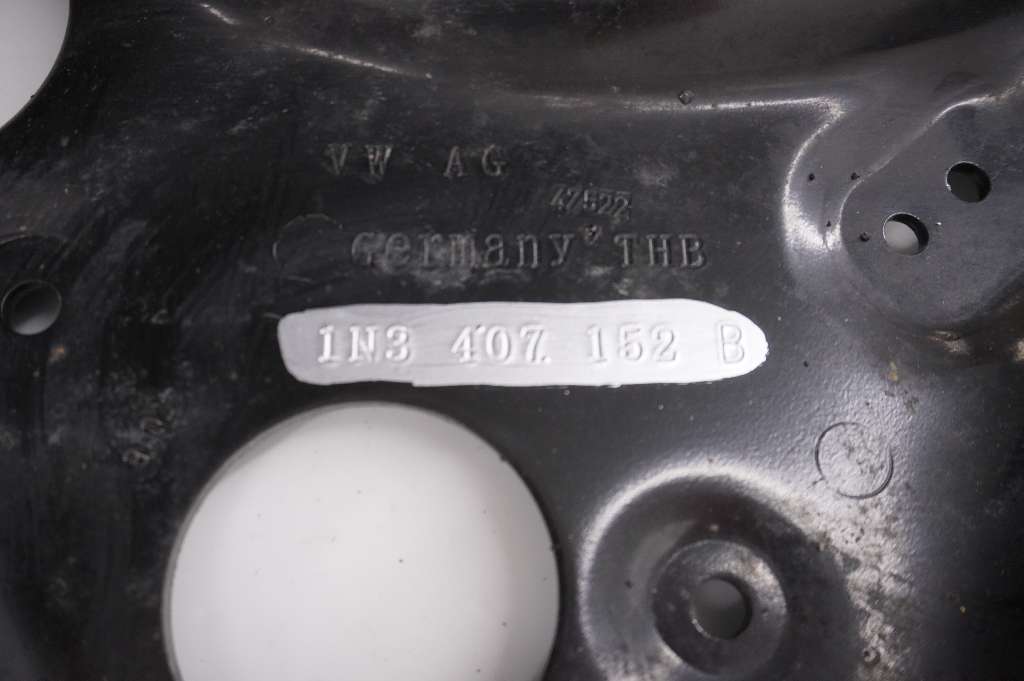 VW AG
47522
Germany THB
1N3 407 152 B